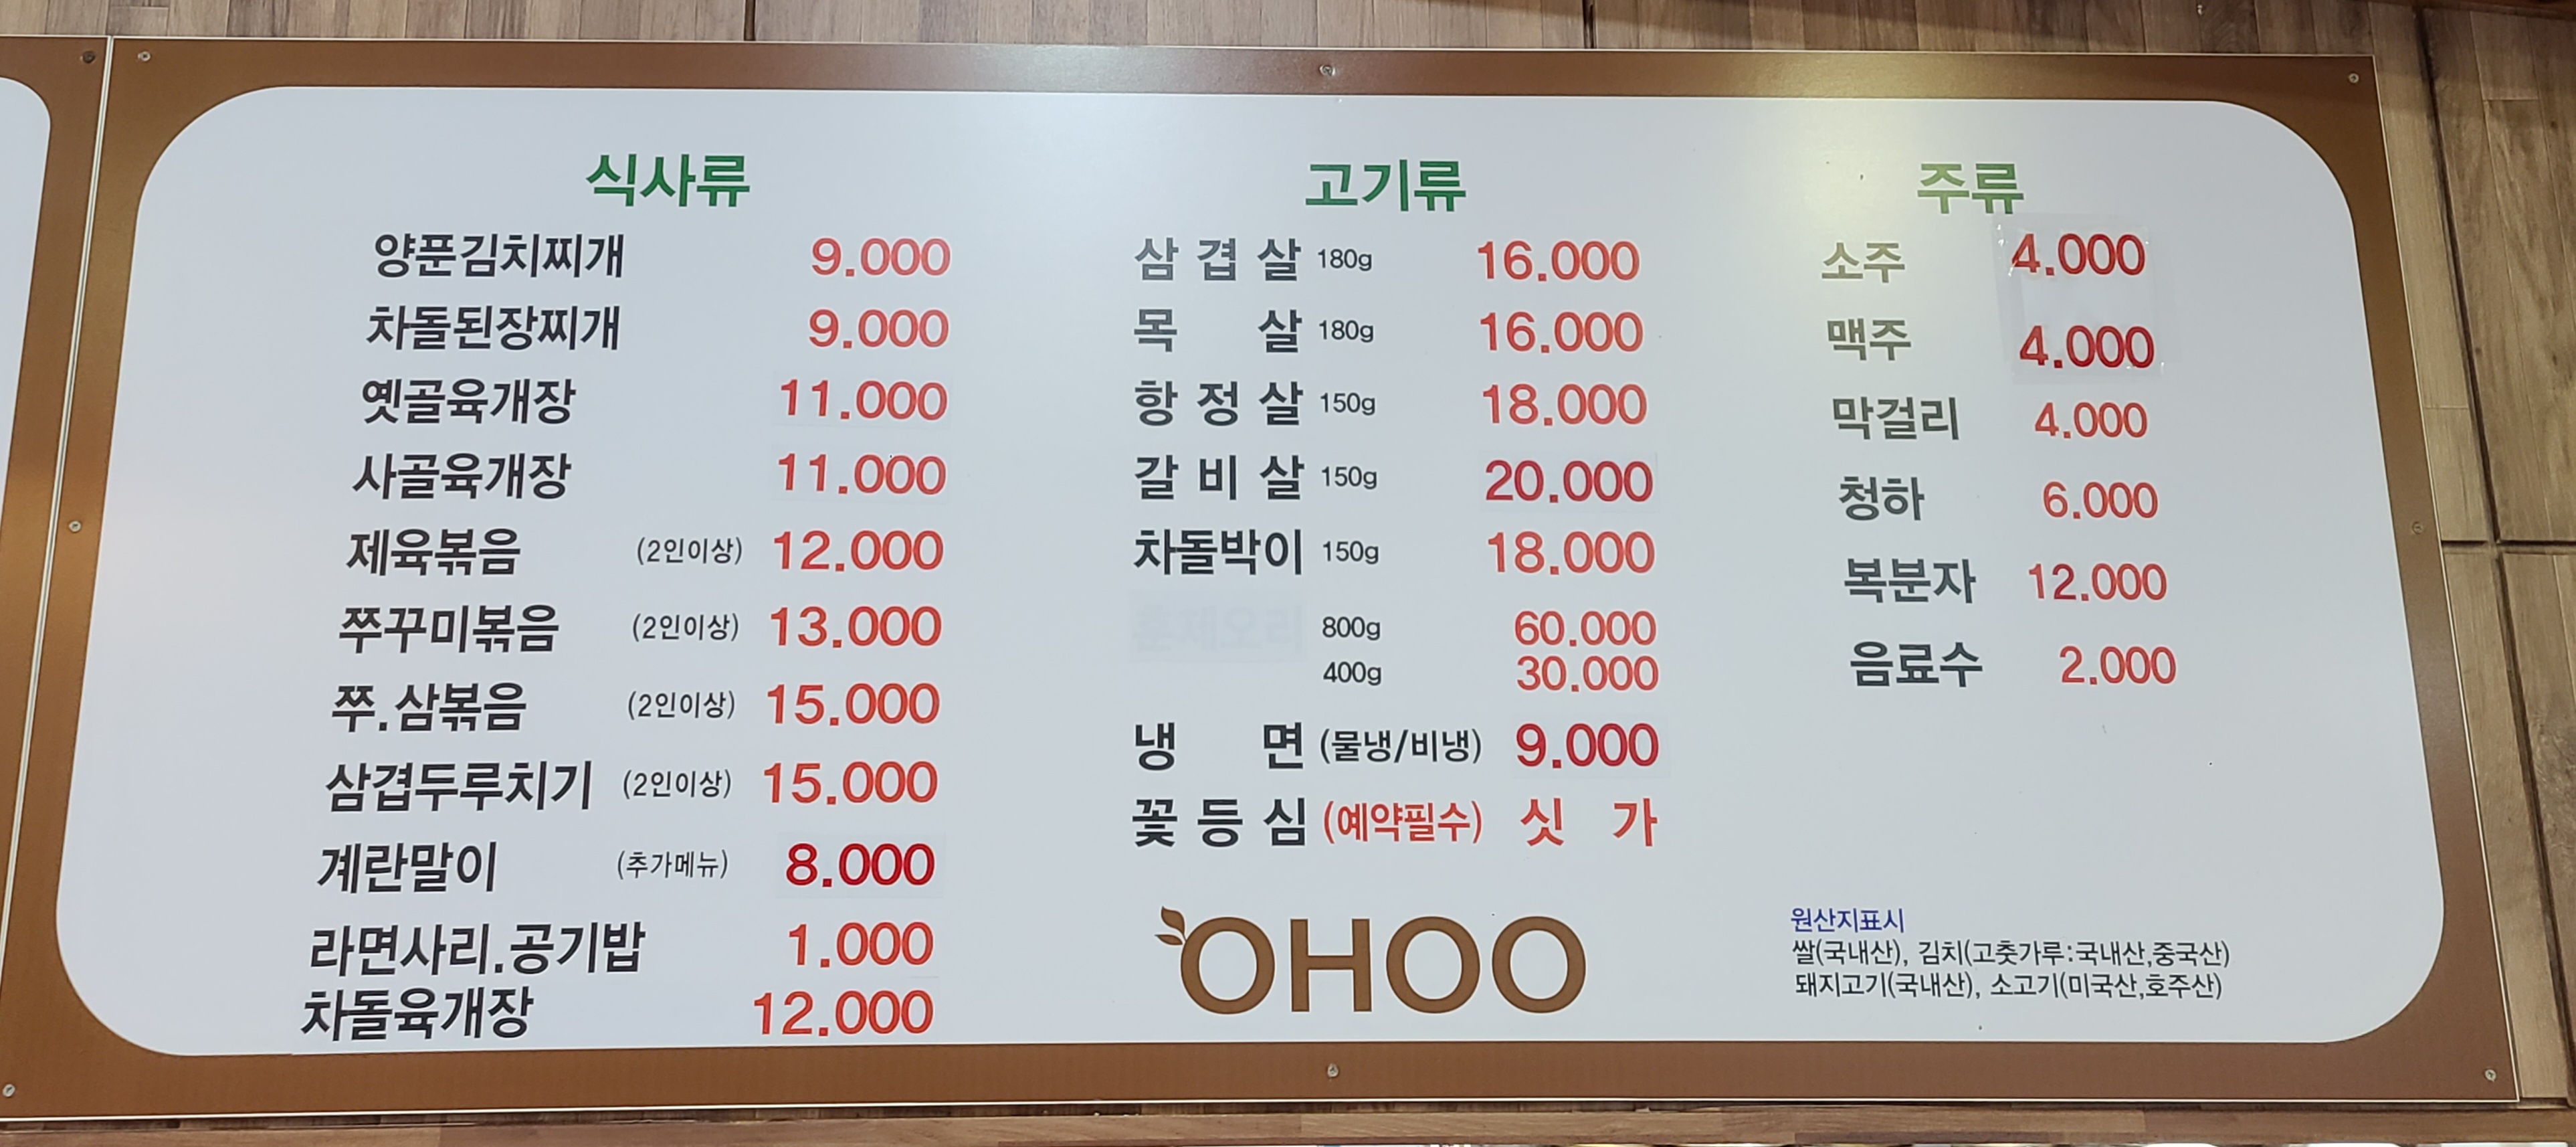 식사류
양푼김치찌개 9.000
차돌된장찌개 9.000
옛골육개장 11.000
사골육개장 11.000
제육볶음 (2인이상) 12.000
쭈꾸미볶음 (2인이상) 13.000
쭈.삼볶음 (2인이상) 15.000
삼겹두루치기 (2인이상) 15.000
계란말이 (추가메뉴) 8.000
라면사리.공기밥 1.000
차돌육개장 12.000
고기류
삼겹살 180g 16.000
목살 180g 16.000
항정살 150g 18.000
갈비살 150g 20.000
차돌박이 150g 18.000
훈제오리 800g 60.000
400g 30.000
냉면 (물냉/비냉) 9.000
꽃등심 (예약필수) 싯가
OHOO
주류
소주 4.000
맥주 4.000
막걸리 4.000
청하 6.000
복분자 12.000
음료수 2.000
원산지표시
쌀(국내산), 김치(고춧가루:국내산,중국산)
돼지고기(국내산), 소고기(미국산,호주산)